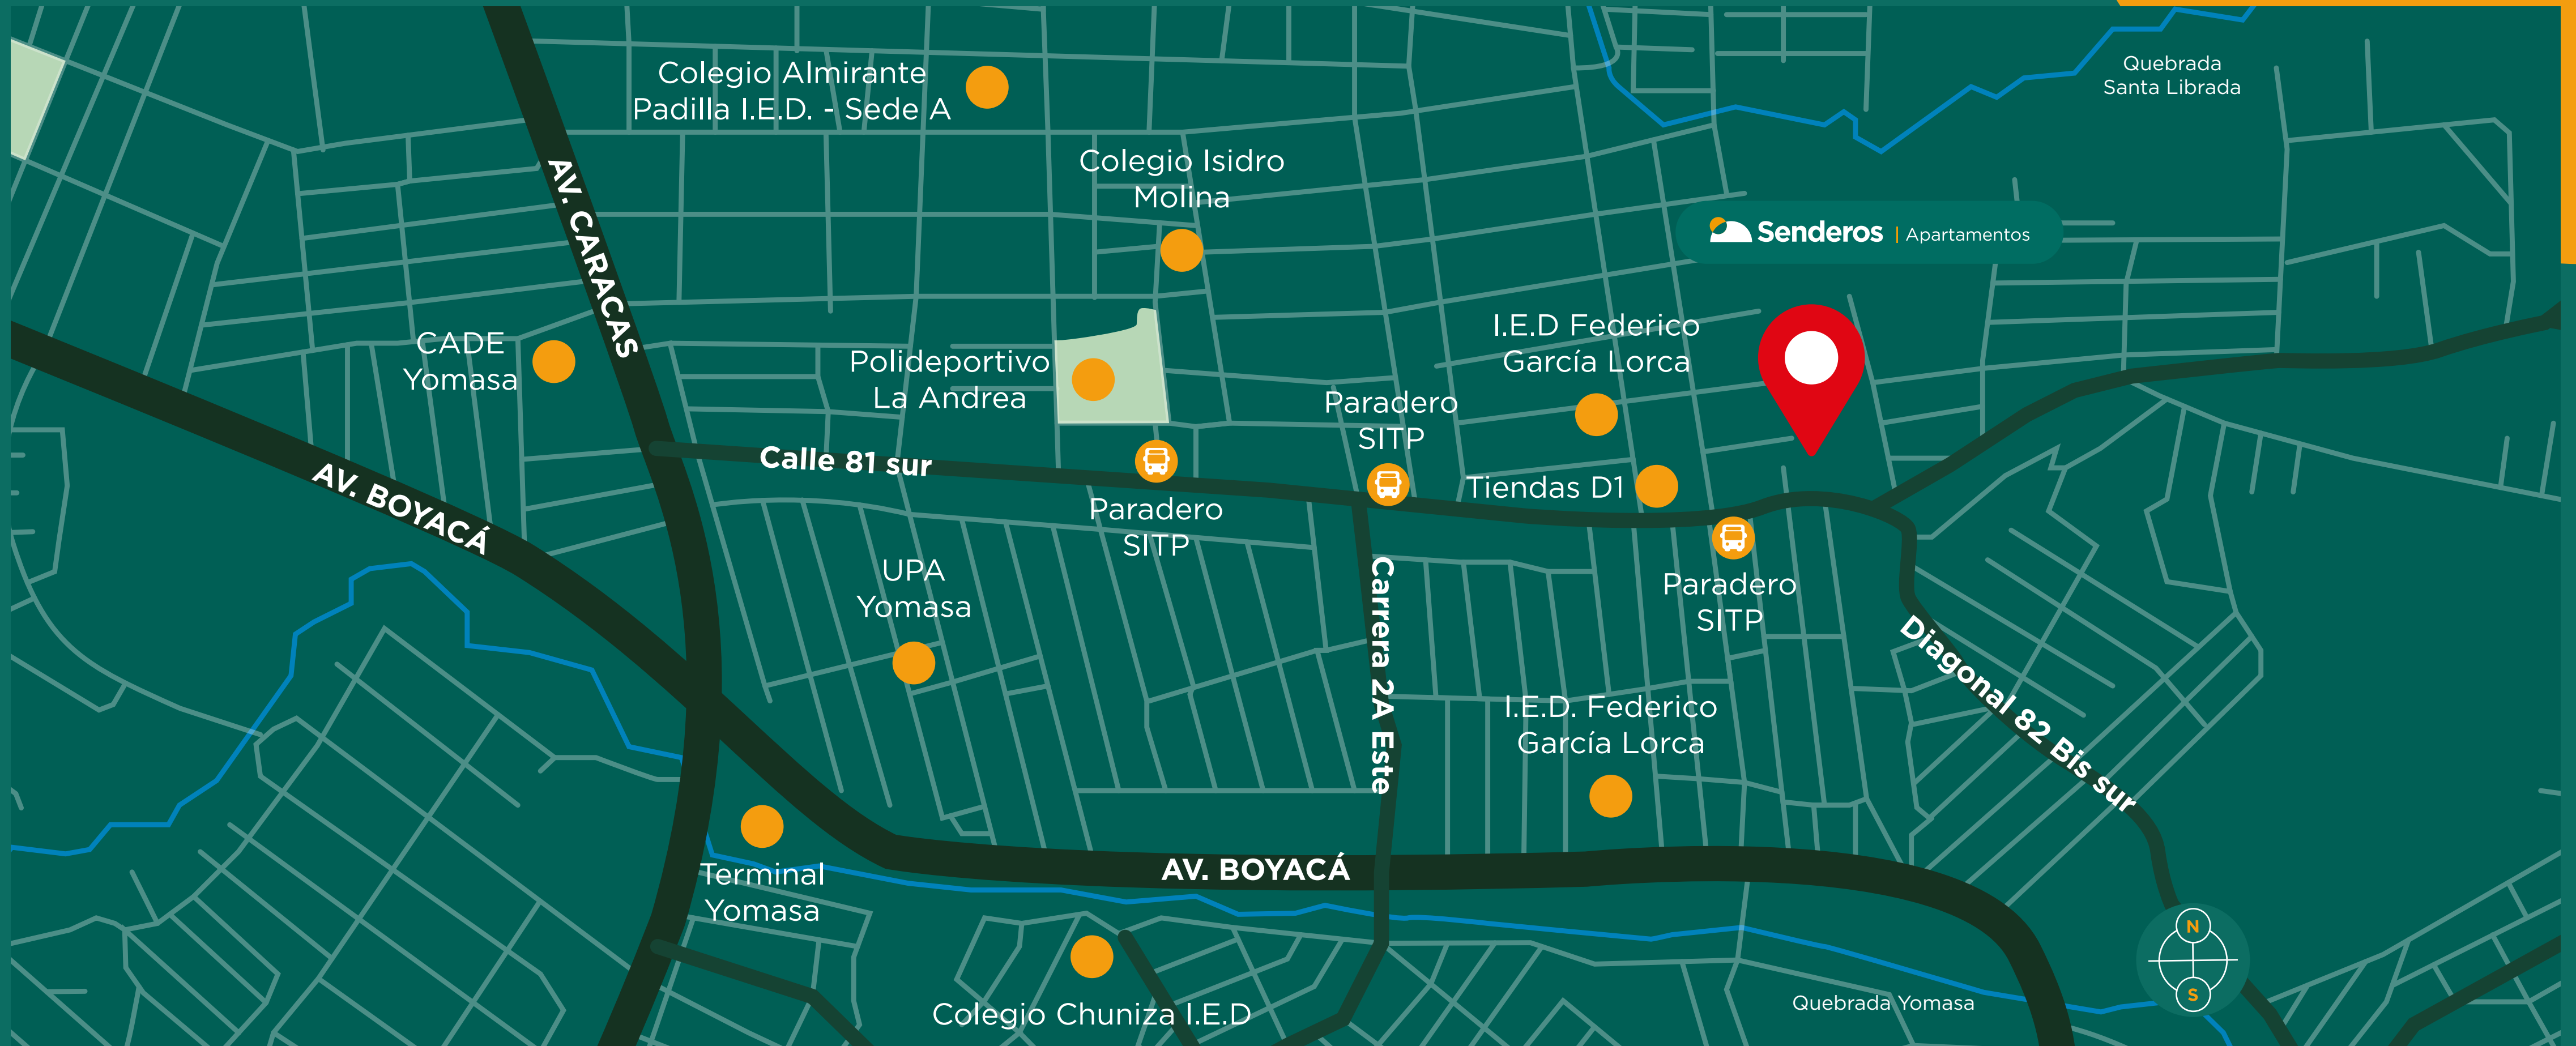 Quebrada
Santa Librada
Colegio Almirante
Padilla I.E.D. - Sede A
Colegio Isidro
Molina
AV. CARACAS
Senderos | Apartamentos
CADE
Yomasa
Polideportivo
La Andrea
I.E.D Federico
García Lorca
Paradero
SITP
Calle 81 sur
Tiendas D1
AV. BOYACÁ
Paradero
SITP
UPA
Yomasa
Carrera 2A Este
Paradero
SITP
Diagonal 82 Bis sur
I.E.D. Federico
García Lorca
Terminal
Yomasa
AV. BOYACÁ
N
S
Colegio Chuniza I.E.D
Quebrada Yomasa